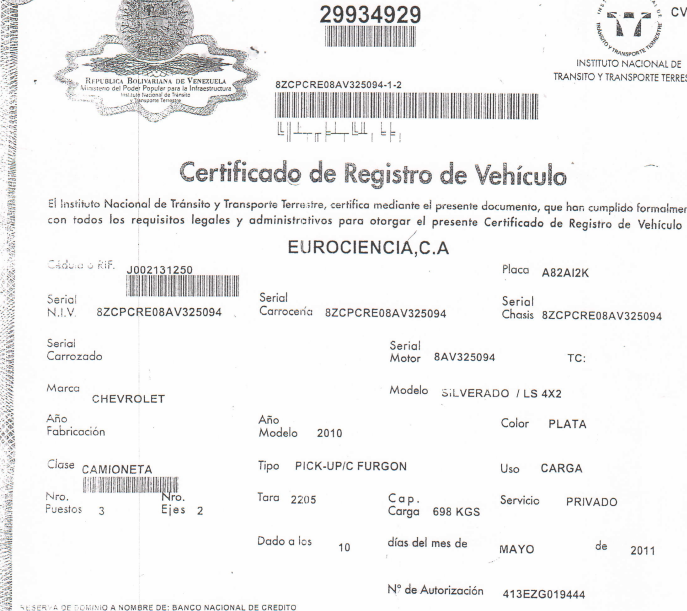 29934929
CV
INSTITUTO NACIONAL DE
TRANSITO Y TRANSPORTE TERRES
REPUBLICA BOLIVARIANA DE VENEZUELA
Ministerio del Poder Popular para la Infraestructura
Instituto Nacional de Tránsito
y Transporte Terrestre
8ZCPCRE08AV325094-1-2
Certificado de Registro de Vehículo
El Instituto Nacional de Tránsito y Transporte Terrestre, certifica mediante el presente documento, que han cumplido formalmen
con todos los requisitos legales y administrativos para otorgar el presente Certificado de Registro de Vehículo
EUROCIENCIA,C.A
Cédula o RIF. J002131250
Placa A82AI2K
Serial N.I.V. 8ZCPCRE08AV325094
Serial Carrocería 8ZCPCRE08AV325094
Serial Chasis 8ZCPCRE08AV325094
Serial Carrozado
Serial Motor 8AV325094
TC:
Marca CHEVROLET
Modelo SILVERADO / LS 4X2
Año Fabricación
Año Modelo 2010
Color PLATA
Clase CAMIONETA
Tipo PICK-UP/C FURGON
Uso CARGA
Nro. Puestos 3
Nro. Ejes 2
Tara 2205
Cap. Carga 698 KGS
Servicio PRIVADO
Dado a los 10 días del mes de MAYO de 2011
N° de Autorización 413EZG019444
RESERVA DE DOMINIO A NOMBRE DE: BANCO NACIONAL DE CREDITO